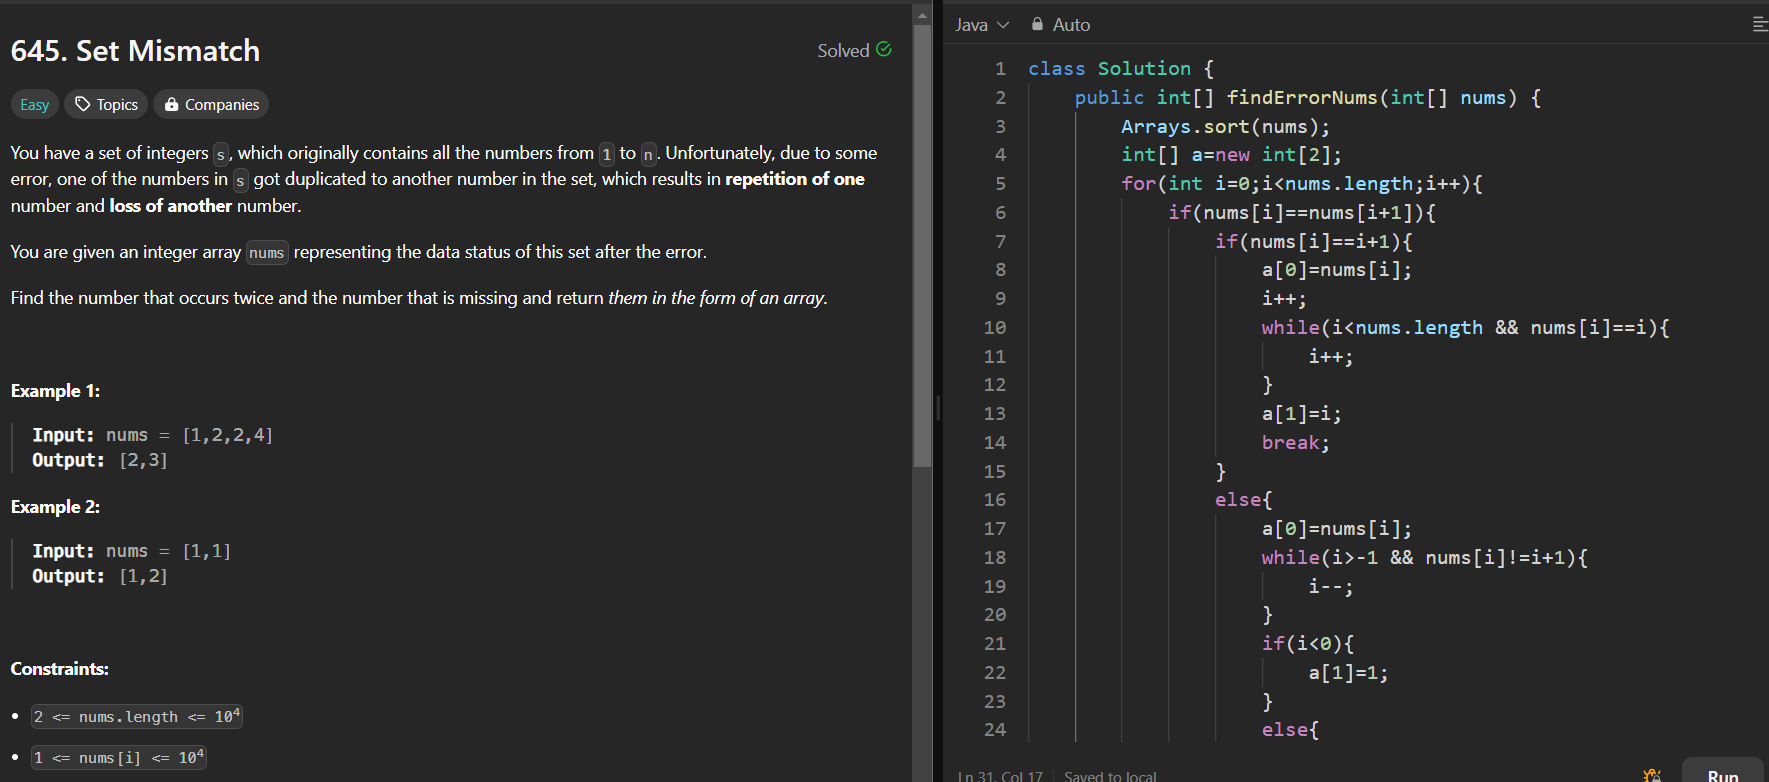 645. Set Mismatch
Solved
Easy Topics Companies
You have a set of integers s, which originally contains all the numbers from 1 to n. Unfortunately, due to some
error, one of the numbers in s got duplicated to another number in the set, which results in repetition of one
number and loss of another number.
You are given an integer array nums representing the data status of this set after the error.
Find the number that occurs twice and the number that is missing and return them in the form of an array.
Example 1:
Input: nums = [1,2,2,4]
Output: [2,3]
Example 2:
Input: nums = [1,1]
Output: [1,2]
Constraints:
• 2 <= nums.length <= 10⁴
• 1 <= nums[i] <= 10⁴
Java Auto
1 class Solution {
2 public int[] findErrorNums(int[] nums) {
3 Arrays.sort(nums);
4 int[] a=new int[2];
5 for(int i=0;i<nums.length;i++){
6 if(nums[i]==nums[i+1]){
7 if(nums[i]==i+1){
8 a[0]=nums[i];
9 i++;
10 while(i<nums.length && nums[i]==i){
11 i++;
12 }
13 a[1]=i;
14 break;
15 }
16 else{
17 a[0]=nums[i];
18 while(i>-1 && nums[i]!=i+1){
19 i--;
20 }
21 if(i<0){
22 a[1]=1;
23 }
24 else{
Ln 31, Col 17 Saved to local
Run